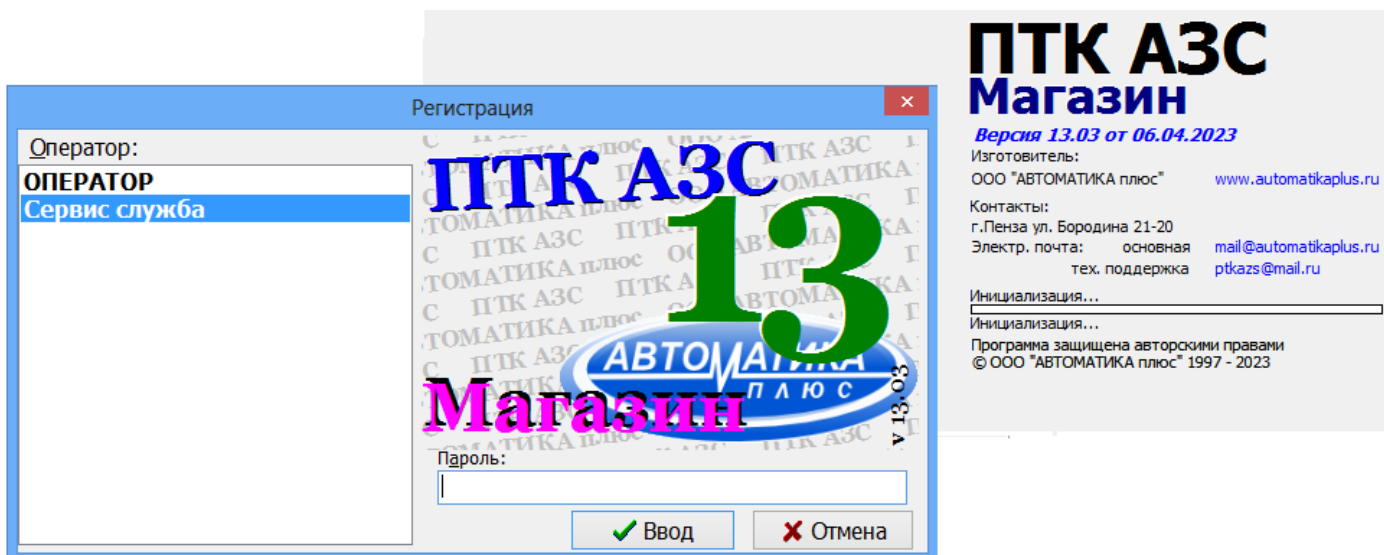 Регистрация
Оператор:
ОПЕРАТОР
Сервис служба
ПТК АЗС
13
АВТОМАТИКА
ПЛЮС
Магазин
v 13.03
Пароль:
Ввод
Отмена
ПТК АЗС
Магазин
Версия 13.03 от 06.04.2023
Изготовитель:
ООО "АВТОМАТИКА плюс" www.automatikaplus.ru
Контакты:
г.Пенза ул. Бородина 21-20
Электр. почта: основная mail@automatikaplus.ru
тех. поддержка ptkazs@mail.ru
Инициализация...
Инициализация...
Программа защищена авторскими правами
© ООО "АВТОМАТИКА плюс" 1997 - 2023